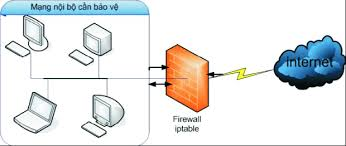 Mạng nội bộ cần bảo vệ
internet
Firewall
iptable